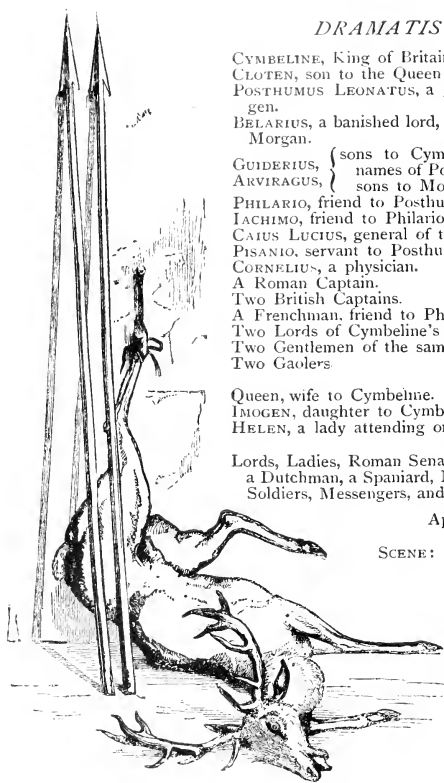 DRAMATIS
CYMBELINE, King of Britai
CLOTEN, son to the Queen
POSTHUMUS LEONATUS, a
gen.
BELARIUS, a banished lord,
Morgan.
GUIDERIUS, { sons to Cym
ARVIRAGUS, { names of Po
sons to Mo
PHILARIO, friend to Posthu
IACHIMO, friend to Philario
CAIUS LUCIUS, general of t
PISANIO, servant to Posthu
CORNELIUS, a physician.
A Roman Captain.
Two British Captains.
A Frenchman, friend to Ph
Two Lords of Cymbeline's
Two Gentlemen of the sam
Two Gaolers
Queen, wife to Cymbeline.
IMOGEN, daughter to Cymb
HELEN, a lady attending o
Lords, Ladies, Roman Sena
a Dutchman, a Spaniard,
Soldiers, Messengers, and
Ap
SCENE: